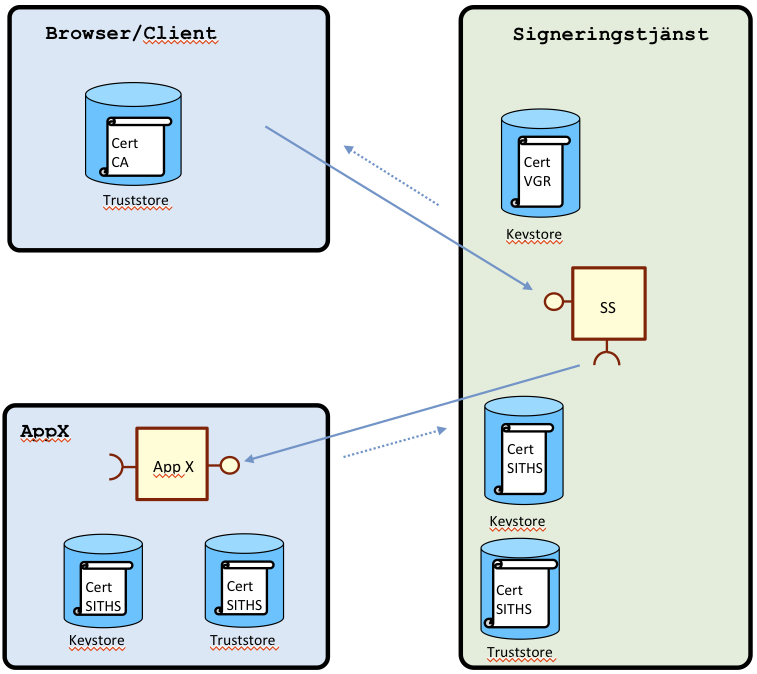 Browser/Client
Cert
CA
Truststore
Signeringstjänst
Cert
VGR
Keystore
SS
AppX
App X
Cert
SITHS
Keystore
Cert
SITHS
Truststore
Cert
SITHS
Keystore
Cert
SITHS
Truststore